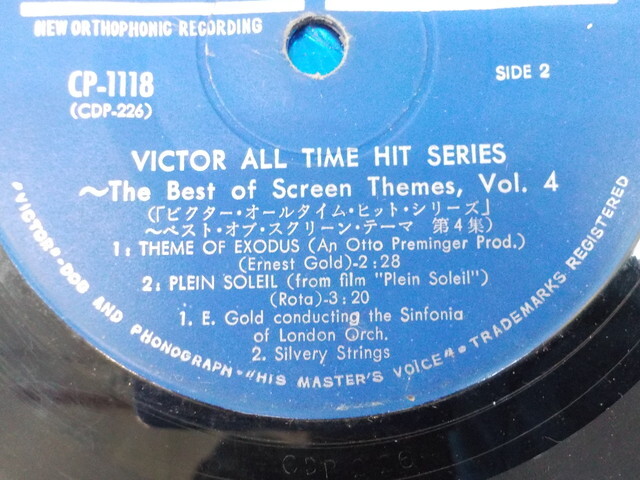 NEW ORTHOPHONIC RECORDING
CP-1118
(CDP-226)
SIDE 2
VICTOR ALL TIME HIT SERIES
~The Best of Screen Themes, Vol. 4
(「ビクター・オールタイム・ヒット・シリーズ」
~ベスト・オブ・スクリーン・テーマ 第4集)
1: THEME OF EXODUS (An Otto Preminger Prod.)
(Ernest Gold)-2:28
2: PLEIN SOLEIL (from film "Plein Soleil")
(Rota)-3:20
1. E. Gold conducting the Sinfonia
of London Orch.
2. Silvery Strings
"VICTOR"-DOG AND PHONOGRAPH-"HIS MASTER'S VOICE"• TRADEMARKS REGISTERED